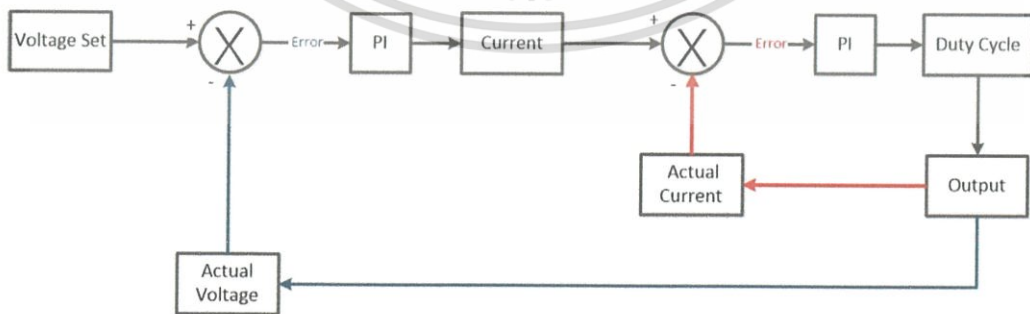 Voltage Set
+
-
Error
PI
Current
+
-
Error
PI
Duty Cycle
Actual
Current
Output
Actual
Voltage